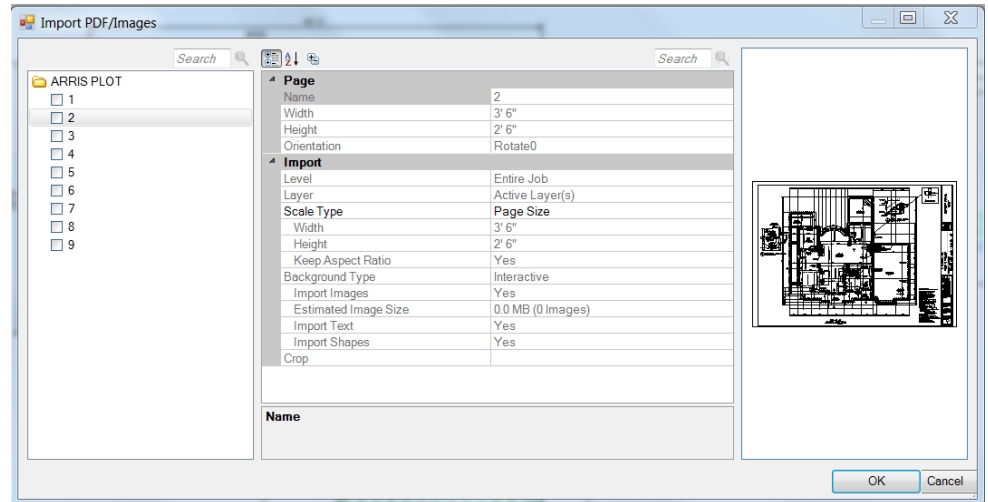 Import PDF/Images
Search
Search
ARRIS PLOT
1
2
3
4
5
6
7
8
9
Page
Name 2
Width 3' 6"
Height 2' 6"
Orientation Rotate0
Import
Level Entire Job
Layer Active Layer(s)
Scale Type Page Size
Width 3' 6"
Height 2' 6"
Keep Aspect Ratio Yes
Background Type Interactive
Import Images Yes
Estimated Image Size 0.0 MB (0 Images)
Import Text Yes
Import Shapes Yes
Crop
Name
OK Cancel